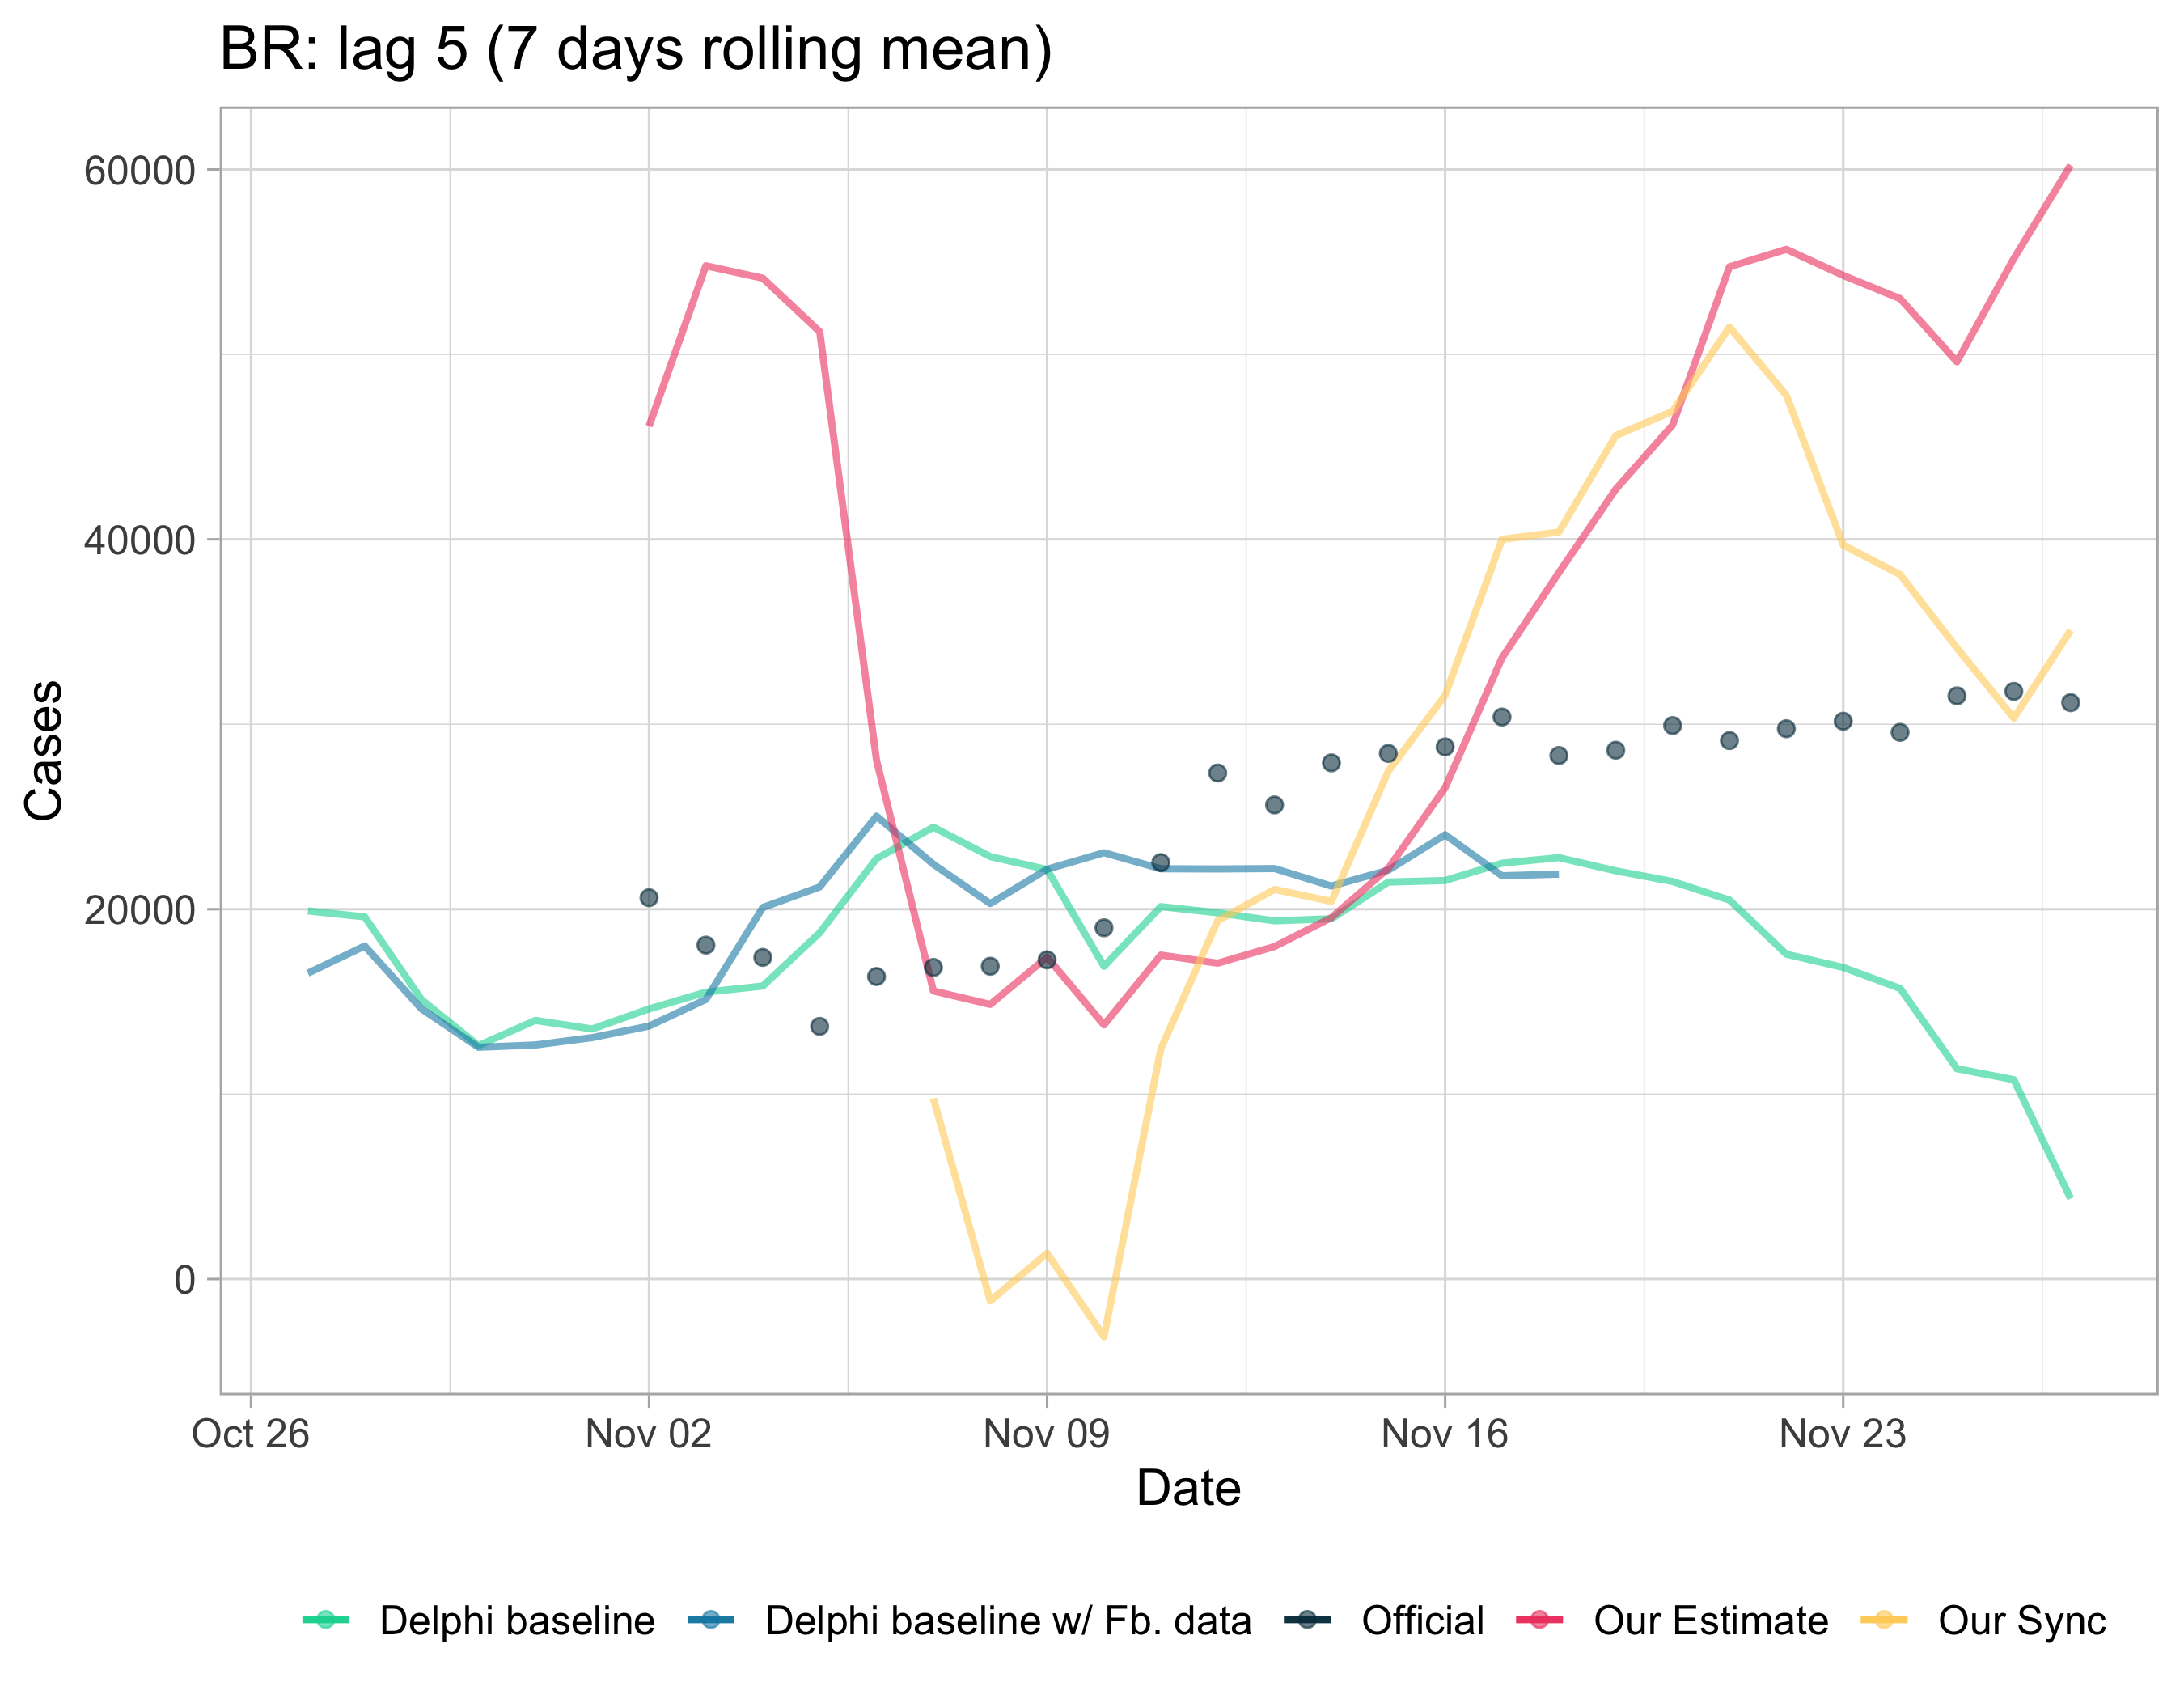 BR: lag 5 (7 days rolling mean)
60000
40000
20000
0
Cases
Oct 26 Nov 02 Nov 09 Nov 16 Nov 23
Date
Delphi baseline Delphi baseline w/ Fb. data Official Our Estimate Our Sync